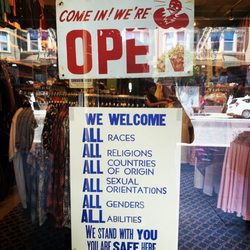 COME IN! WE'RE
OPEN
WE WELCOME
ALL RACES
ALL RELIGIONS
ALL COUNTRIES
OF ORIGIN
ALL SEXUAL
ORIENTATIONS
ALL GENDERS
ALL ABILITIES
WE STAND WITH YOU
YOU ARE SAFE HERE